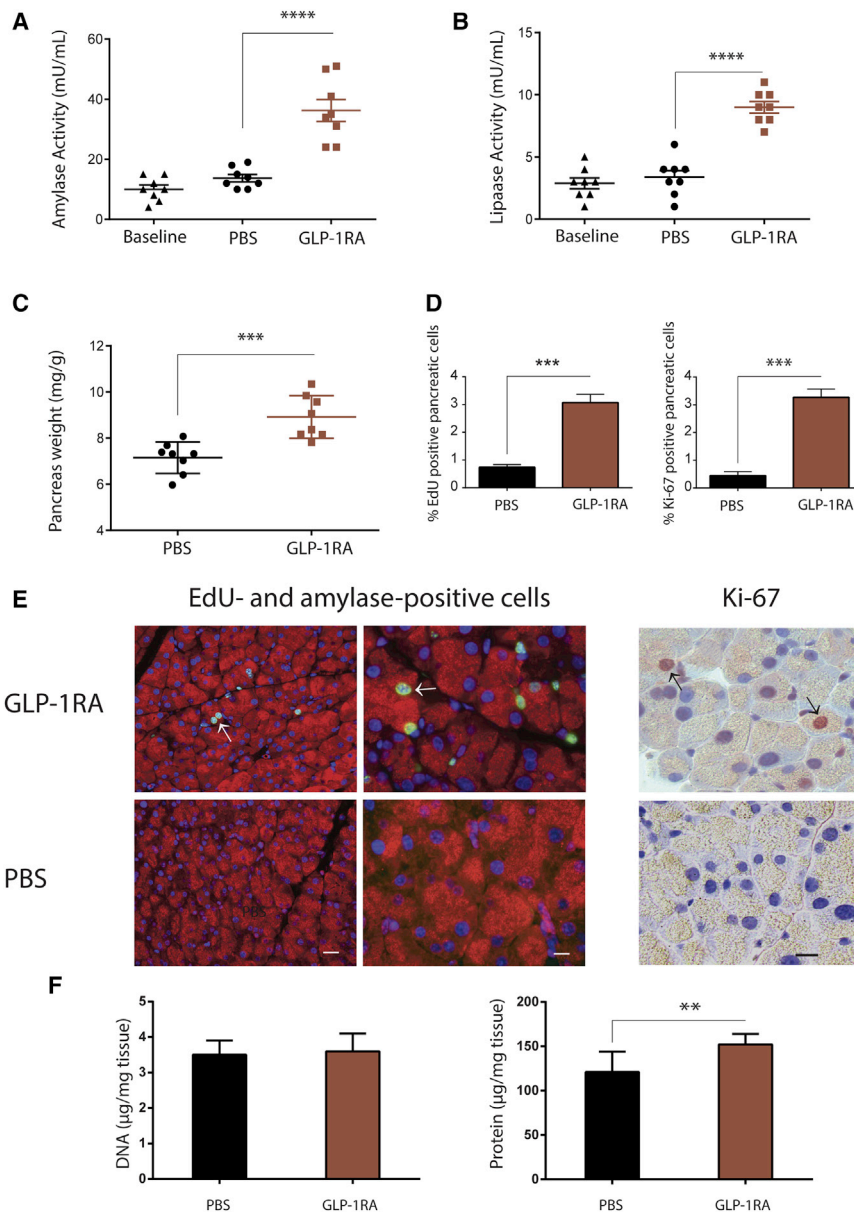 A
Amylase Activity (mU/mL)
60
40
20
0
****
Baseline
PBS
GLP-1RA
B
Lipaase Activity (mU/mL)
15
10
5
0
****
Baseline
PBS
GLP-1RA
C
Pancreas weight (mg/g)
12
10
8
6
4
***
PBS
GLP-1RA
D
% EdU positive pancreatic cells
4
3
2
1
0
***
PBS
GLP-1RA
% Ki-67 positive pancreatic cells
4
3
2
1
0
***
PBS
GLP-1RA
E
EdU- and amylase-positive cells
Ki-67
GLP-1RA
PBS
F
DNA (µg/mg tissue)
5
4
3
2
1
0
PBS
GLP-1RA
Protein (µg/mg tissue)
200
150
100
50
0
**
PBS
GLP-1RA